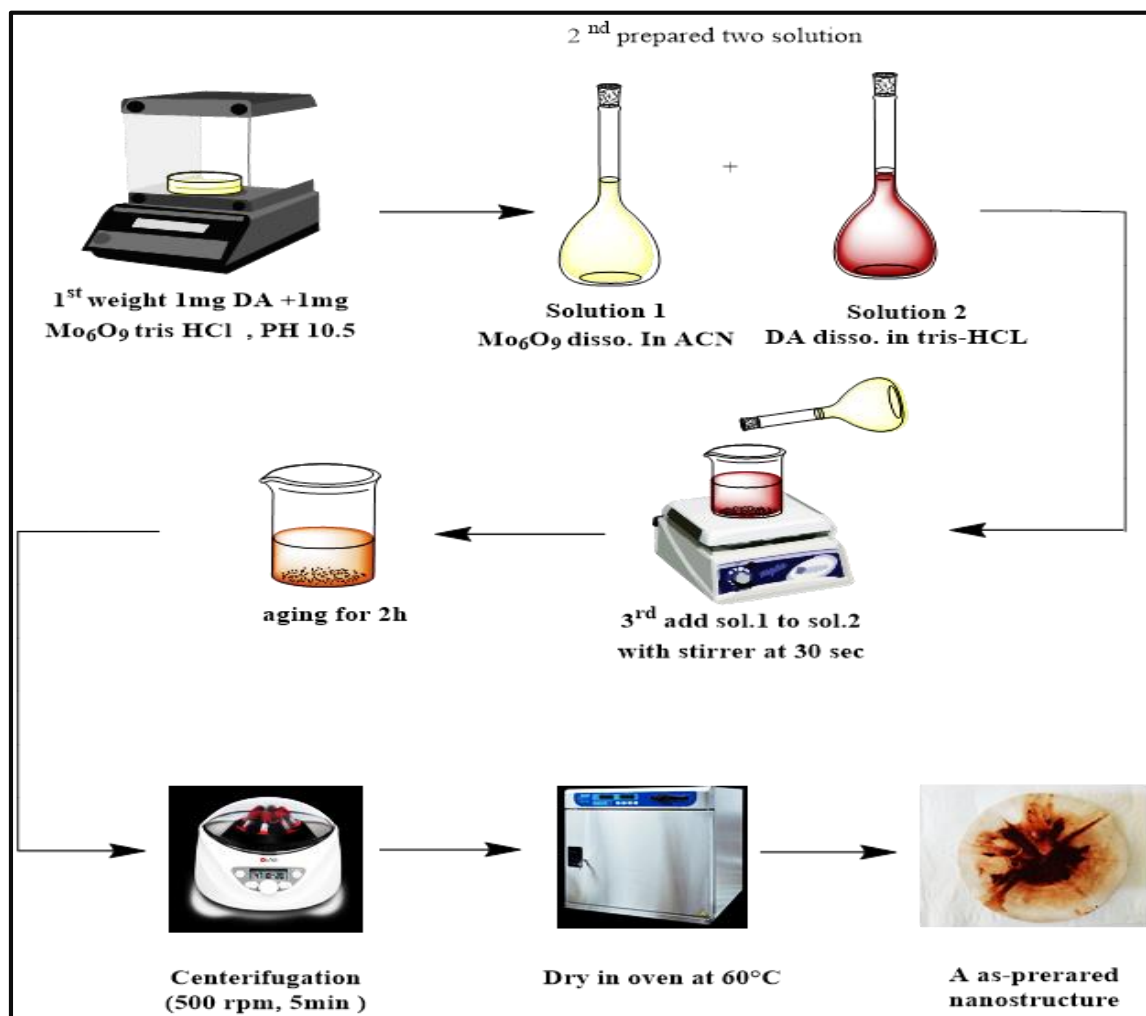 2 nd prepared two solution
+
1st weight 1mg DA +1mg
Mo6O9 tris HCl , PH 10.5
Solution 1
Mo6O9 disso. In ACN
Solution 2
DA disso. in tris-HCL
aging for 2h
3rd add sol.1 to sol.2
with stirrer at 30 sec
Centerifugation
(500 rpm, 5min )
Dry in oven at 60°C
A as-prerared
nanostructure